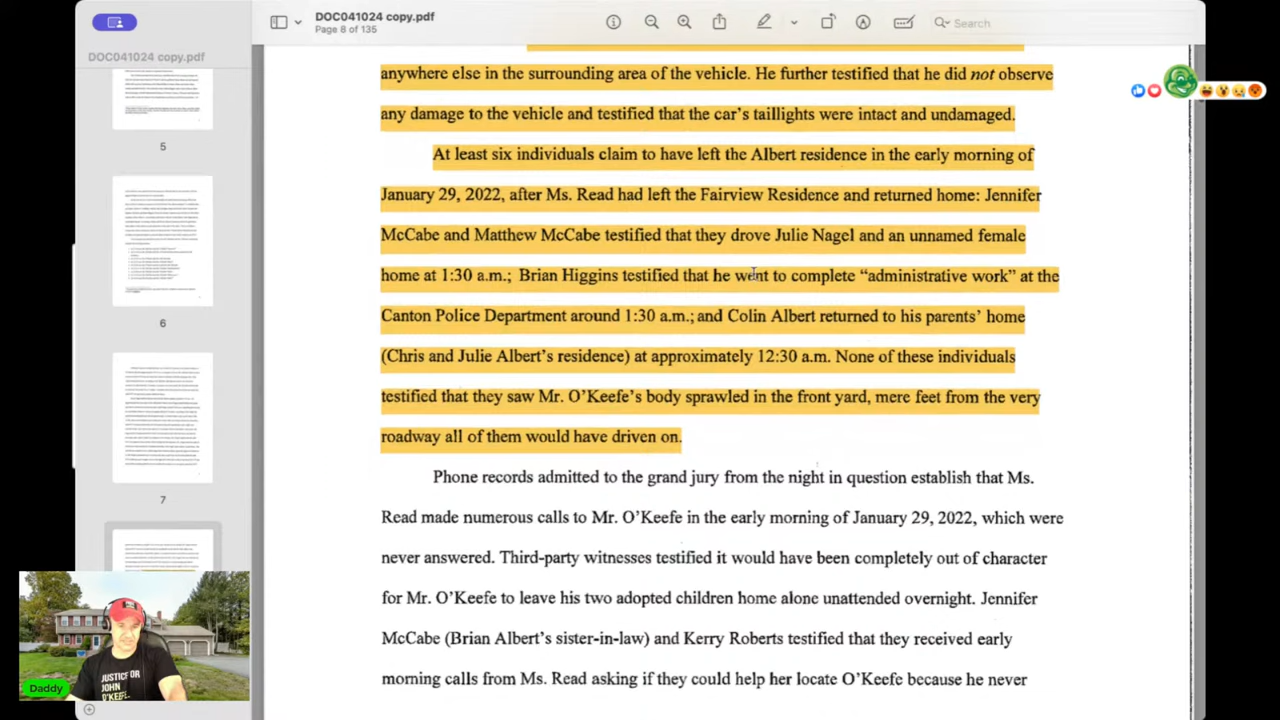 DOC041024 copy.pdf
Page 8 of 135
Search
DOC041024 copy.pdf
5
6
7
anywhere else in the surrounding area of the vehicle. He further testified that he did not observe
any damage to the vehicle and testified that the car's taillights were intact and undamaged.
At least six individuals claim to have left the Albert residence in the early morning of
January 29, 2022, after Ms. Read had left the Fairview Residence and returned home: Jennifer
McCabe and Matthew McCabe testified that they drove Julie Nagel and an unnamed female
home at 1:30 a.m.; Brian Higgins testified that he went to complete “administrative work” at the
Canton Police Department around 1:30 a.m.; and Colin Albert returned to his parents’ home
(Chris and Julie Albert’s residence) at approximately 12:30 a.m. None of these individuals
testified that they saw Mr. O’Keefe’s body sprawled in the front yard, mere feet from the very
roadway all of them would have driven on.
Phone records admitted to the grand jury from the night in question establish that Ms.
Read made numerous calls to Mr. O’Keefe in the early morning of January 29, 2022, which were
never answered. Third-party witnesses testified it would have been completely out of character
for Mr. O’Keefe to leave his two adopted children home alone unattended overnight. Jennifer
McCabe (Brian Albert’s sister-in-law) and Kerry Roberts testified that they received early
morning calls from Ms. Read asking if they could help her locate O’Keefe because he never
JUSTICE FOR
JOHN
O'KEEFE
Daddy